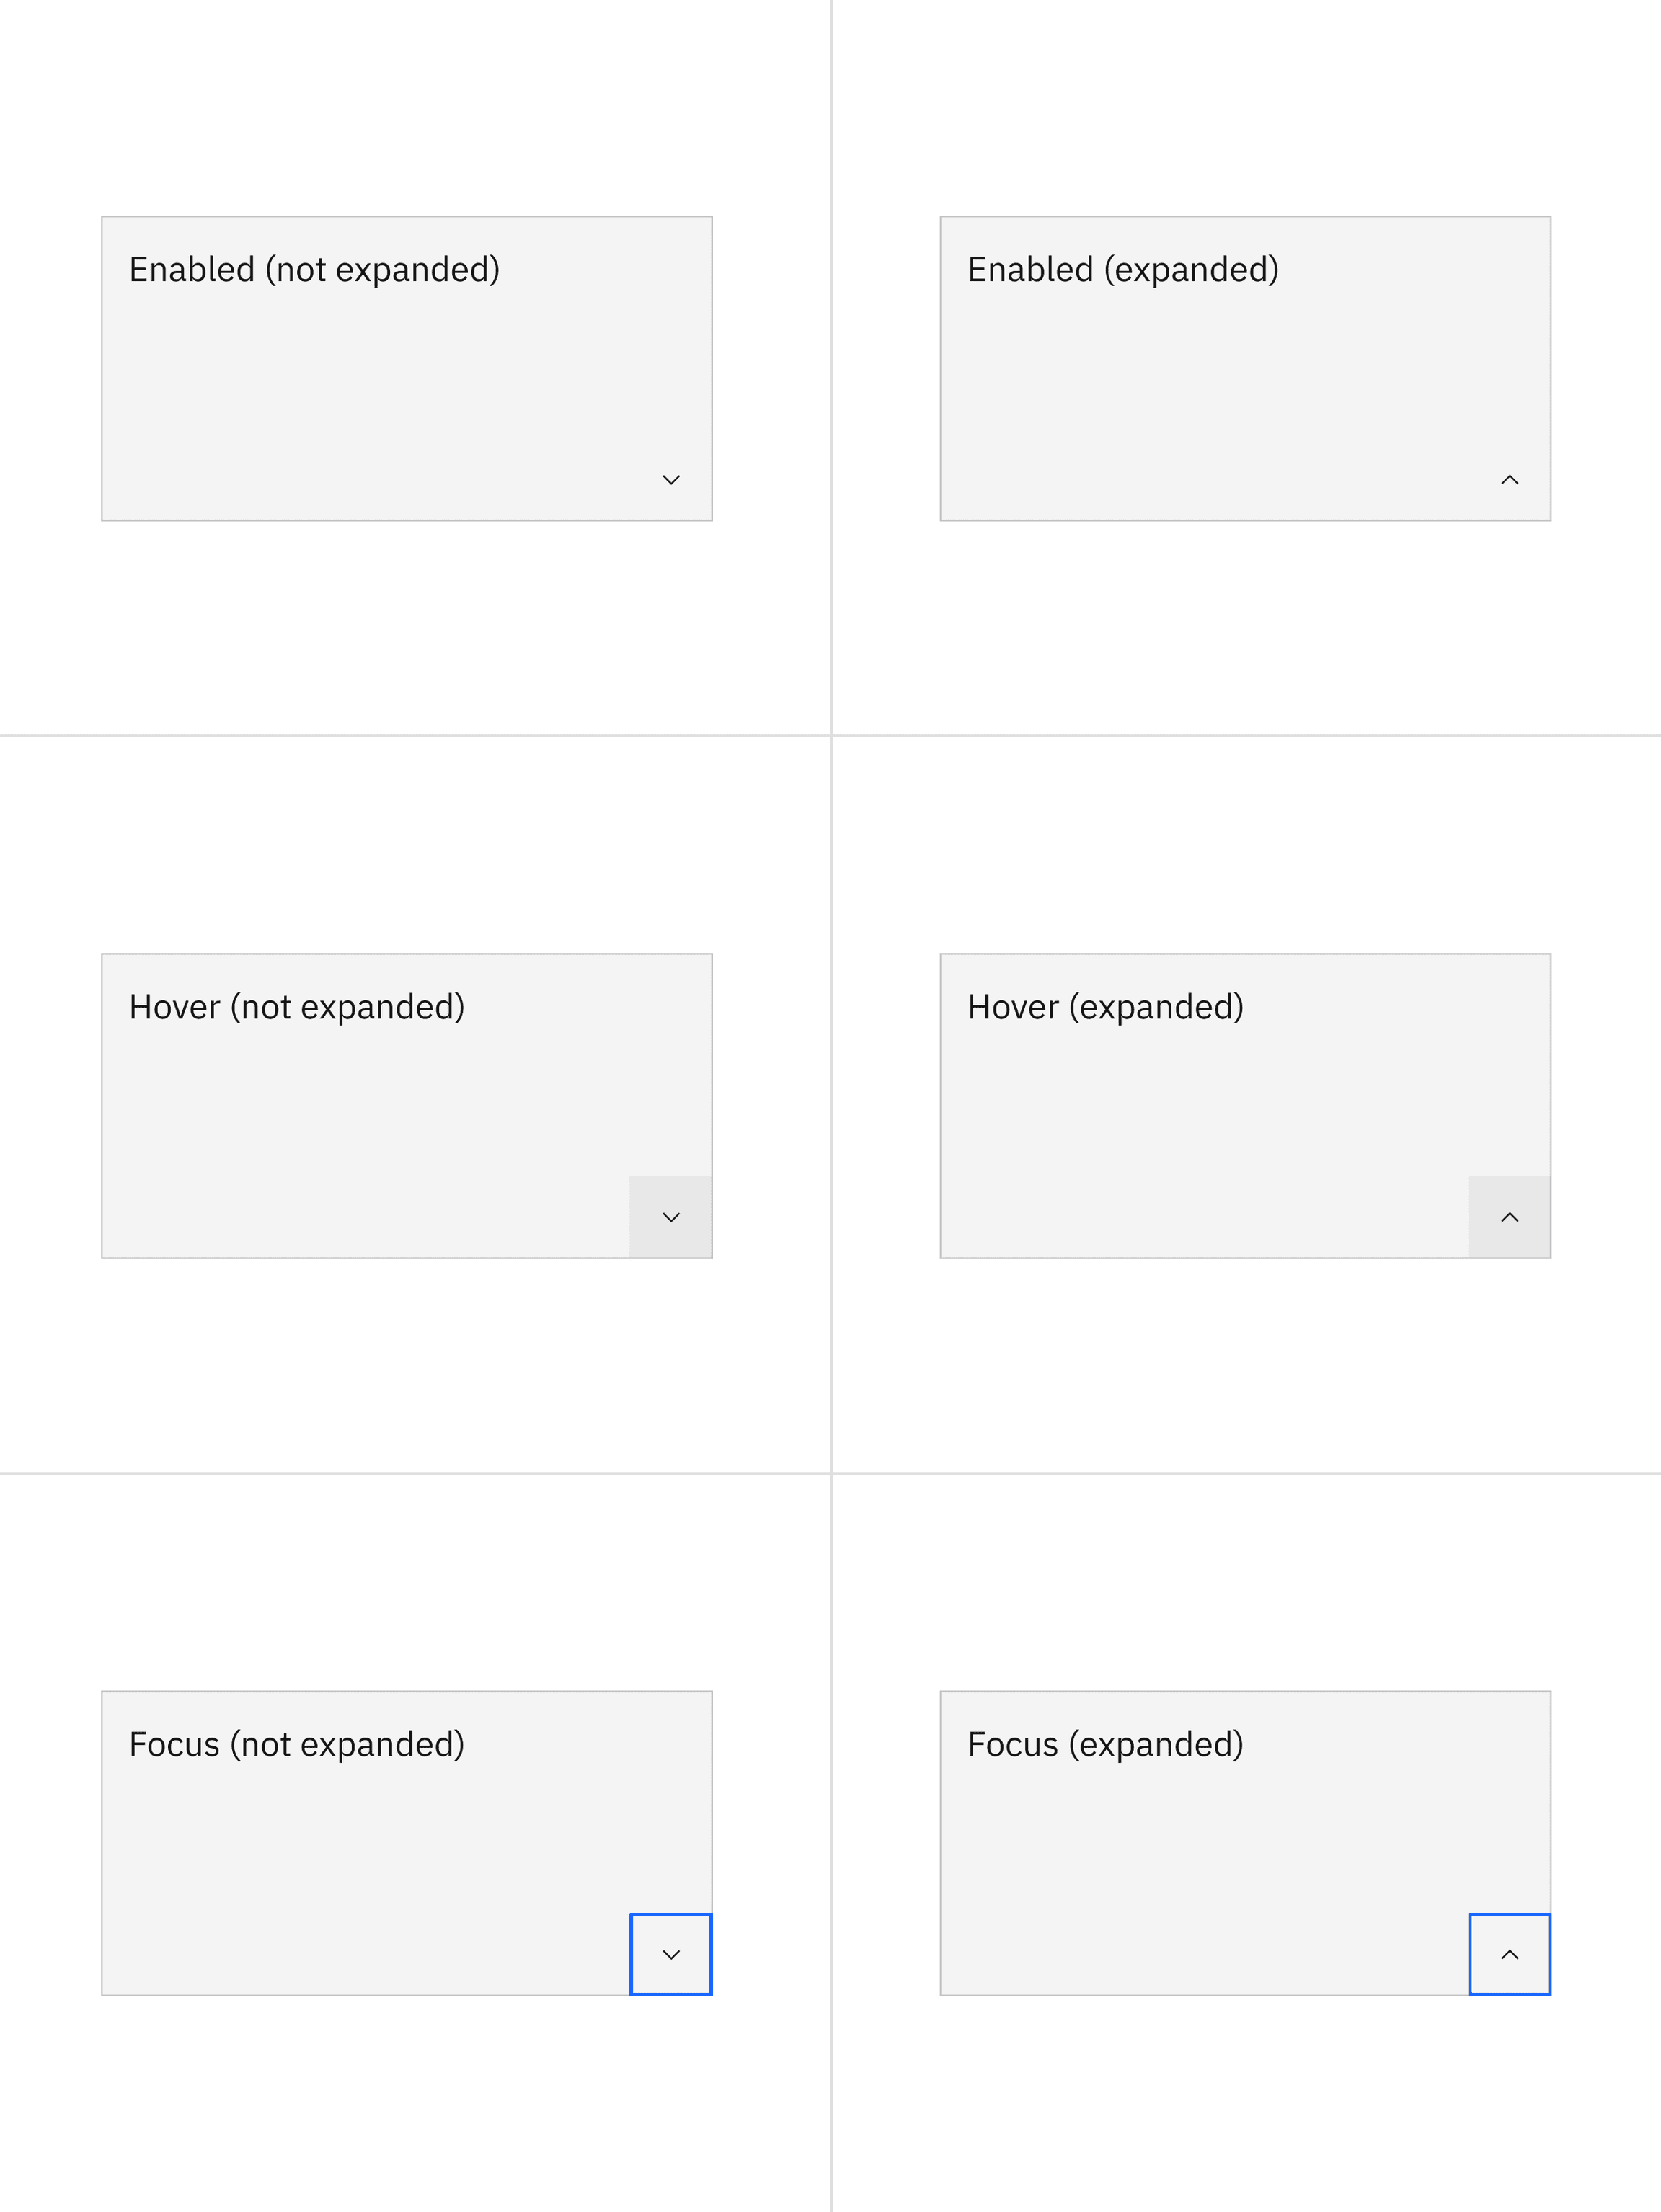 Enabled (not expanded)
Enabled (expanded)
Hover (not expanded)
Hover (expanded)
Focus (not expanded)
Focus (expanded)